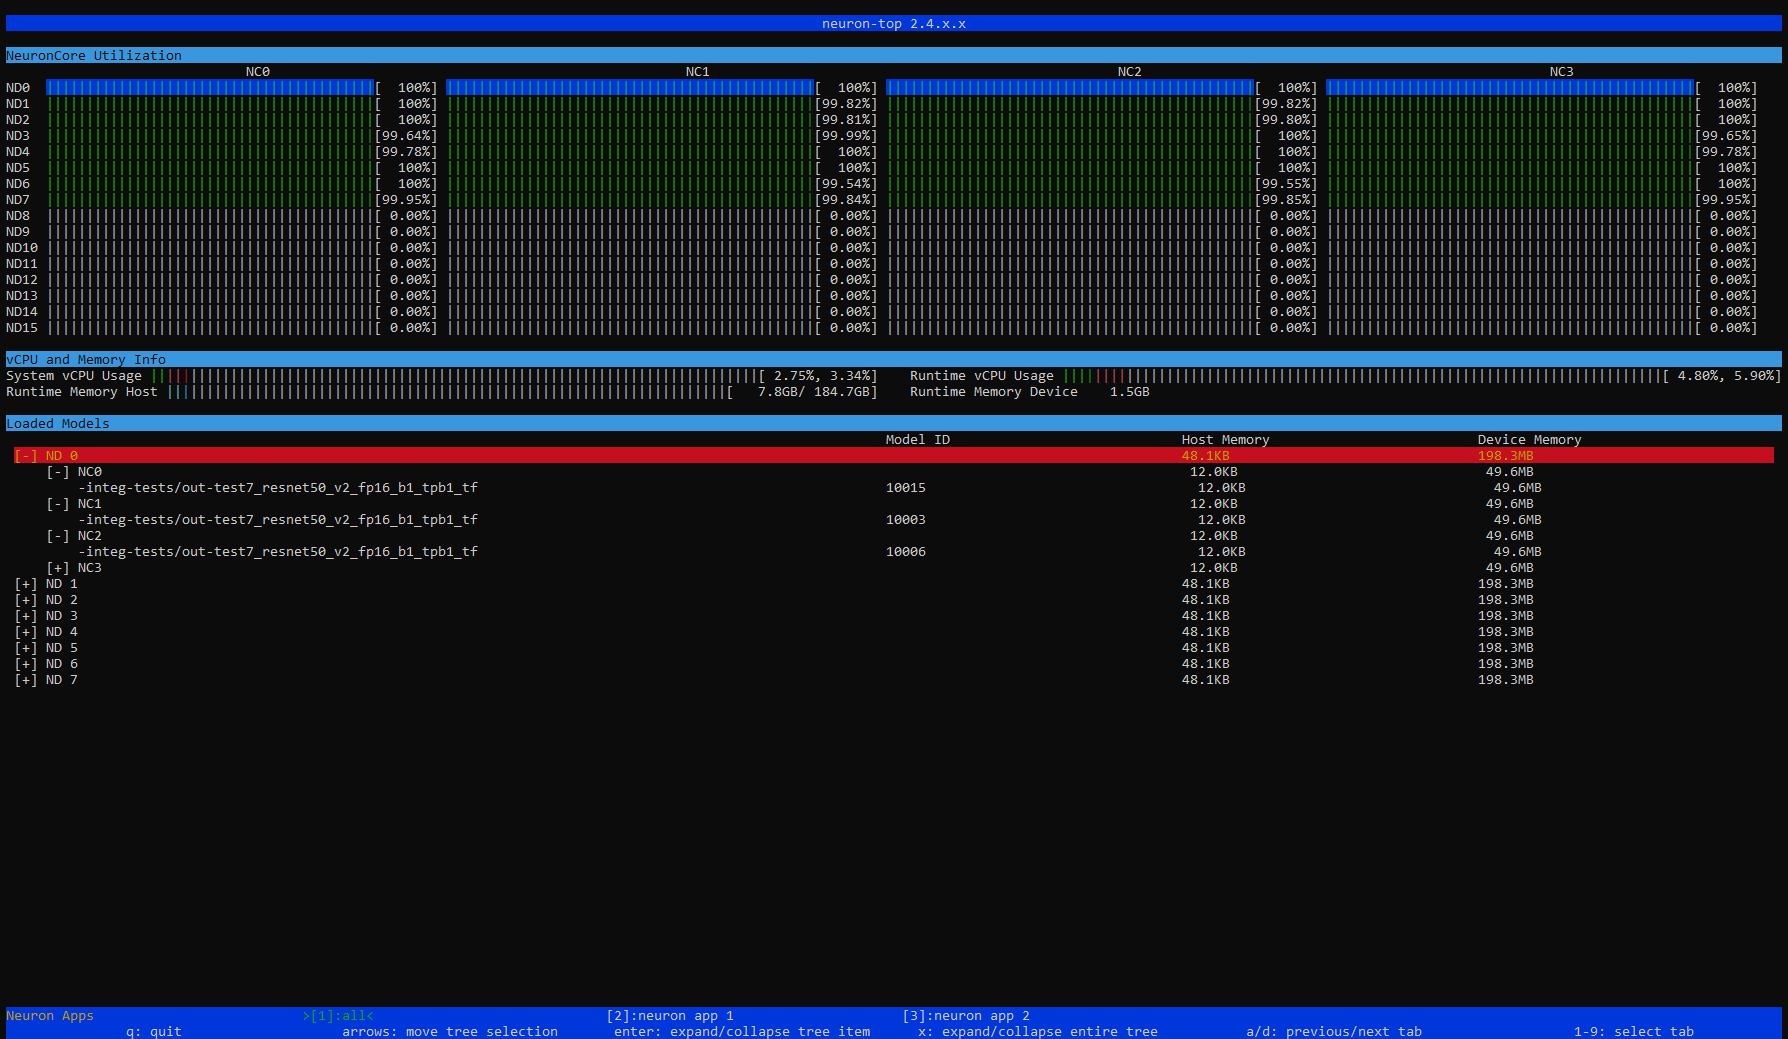 neuron-top 2.4.x.x
NeuronCore Utilization
NC0 NC1 NC2 NC3
ND0 [ 100%] [ 100%] [ 100%] [ 100%]
ND1 [ 100%] [99.82%] [99.82%] [ 100%]
ND2 [ 100%] [99.81%] [99.80%] [ 100%]
ND3 [99.64%] [99.99%] [ 100%] [99.65%]
ND4 [99.78%] [ 100%] [ 100%] [99.78%]
ND5 [ 100%] [ 100%] [ 100%] [ 100%]
ND6 [ 100%] [99.54%] [99.55%] [ 100%]
ND7 [99.95%] [99.84%] [99.85%] [99.95%]
ND8 [ 0.00%] [ 0.00%] [ 0.00%] [ 0.00%]
ND9 [ 0.00%] [ 0.00%] [ 0.00%] [ 0.00%]
ND10 [ 0.00%] [ 0.00%] [ 0.00%] [ 0.00%]
ND11 [ 0.00%] [ 0.00%] [ 0.00%] [ 0.00%]
ND12 [ 0.00%] [ 0.00%] [ 0.00%] [ 0.00%]
ND13 [ 0.00%] [ 0.00%] [ 0.00%] [ 0.00%]
ND14 [ 0.00%] [ 0.00%] [ 0.00%] [ 0.00%]
ND15 [ 0.00%] [ 0.00%] [ 0.00%] [ 0.00%]
vCPU and Memory Info
System vCPU Usage [ 2.75%, 3.34%] Runtime vCPU Usage [ 4.80%, 5.90%]
Runtime Memory Host [ 7.8GB/ 184.7GB] Runtime Memory Device 1.5GB
Loaded Models
Model ID Host Memory Device Memory
[-] ND 0 48.1KB 198.3MB
[-] NC0 12.0KB 49.6MB
-integ-tests/out-test7_resnet50_v2_fp16_b1_tpb1_tf 10015 12.0KB 49.6MB
[-] NC1 12.0KB 49.6MB
-integ-tests/out-test7_resnet50_v2_fp16_b1_tpb1_tf 10003 12.0KB 49.6MB
[-] NC2 12.0KB 49.6MB
-integ-tests/out-test7_resnet50_v2_fp16_b1_tpb1_tf 10006 12.0KB 49.6MB
[+] NC3 12.0KB 49.6MB
[+] ND 1 48.1KB 198.3MB
[+] ND 2 48.1KB 198.3MB
[+] ND 3 48.1KB 198.3MB
[+] ND 4 48.1KB 198.3MB
[+] ND 5 48.1KB 198.3MB
[+] ND 6 48.1KB 198.3MB
[+] ND 7 48.1KB 198.3MB
Neuron Apps >[1]:all< [2]:neuron app 1 [3]:neuron app 2
q: quit arrows: move tree selection enter: expand/collapse tree item x: expand/collapse entire tree a/d: previous/next tab 1-9: select tab